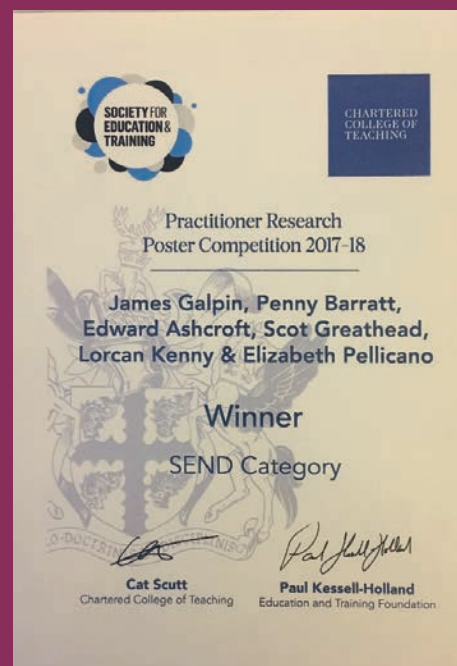 SOCIETY FOR
EDUCATION &
TRAINING
CHARTERED
COLLEGE OF
TEACHING
Practitioner Research
Poster Competition 2017-18
James Galpin, Penny Barratt,
Edward Ashcroft, Scot Greathead,
Lorcan Kenny & Elizabeth Pellicano
Winner
SEND Category
Cat Scutt
Chartered College of Teaching
Paul Kessell-Holland
Education and Training Foundation